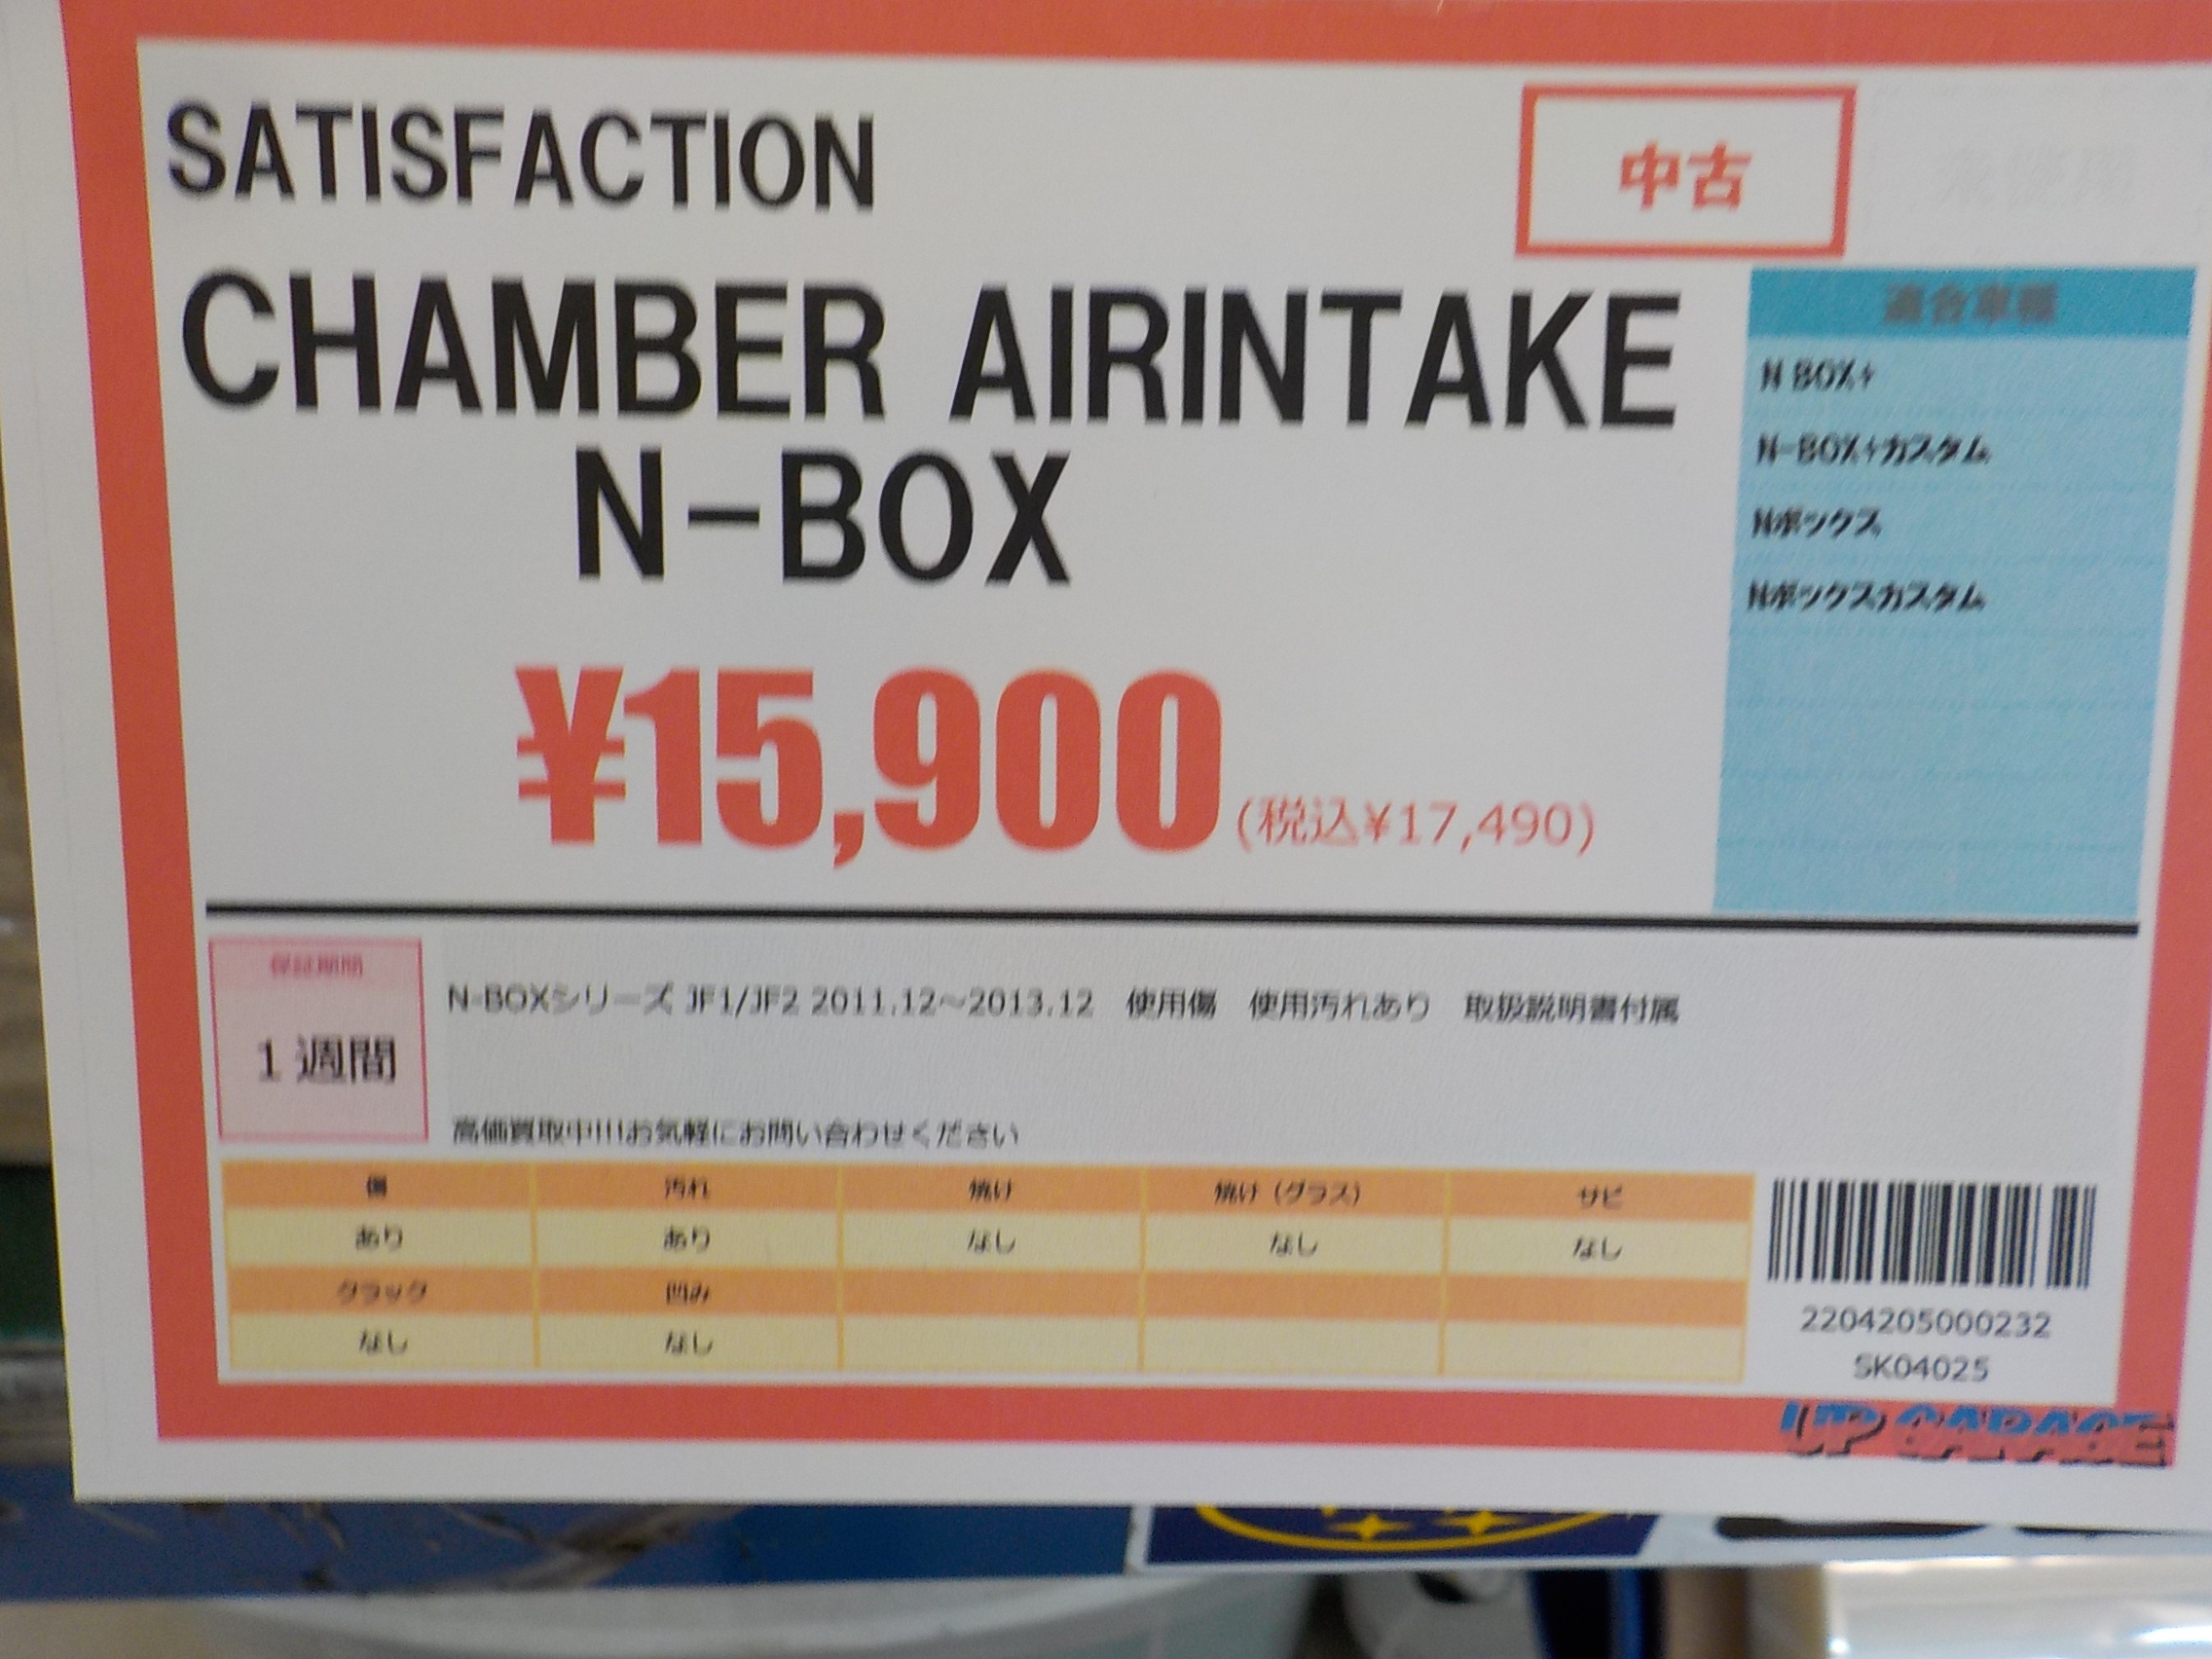 SATISFACTION
中古
CHAMBER AIRINTAKE
N-BOX
¥15,900 (税込¥17,490)
適合車種
N BOX+
N-BOX+カスタム
Nボックス
Nボックスカスタム
保証期間
1週間
N-BOXシリーズ JF1/JF2 2011.12～2013.12 使用傷 使用汚れあり 取扱説明書付属
高価買取中!!!お気軽にお問い合わせください
傷 汚れ 焼け 焼け（グラス） サビ
あり あり なし なし なし
クラック 凹み
なし なし
2204205000232
SK04025
UP GARAGE